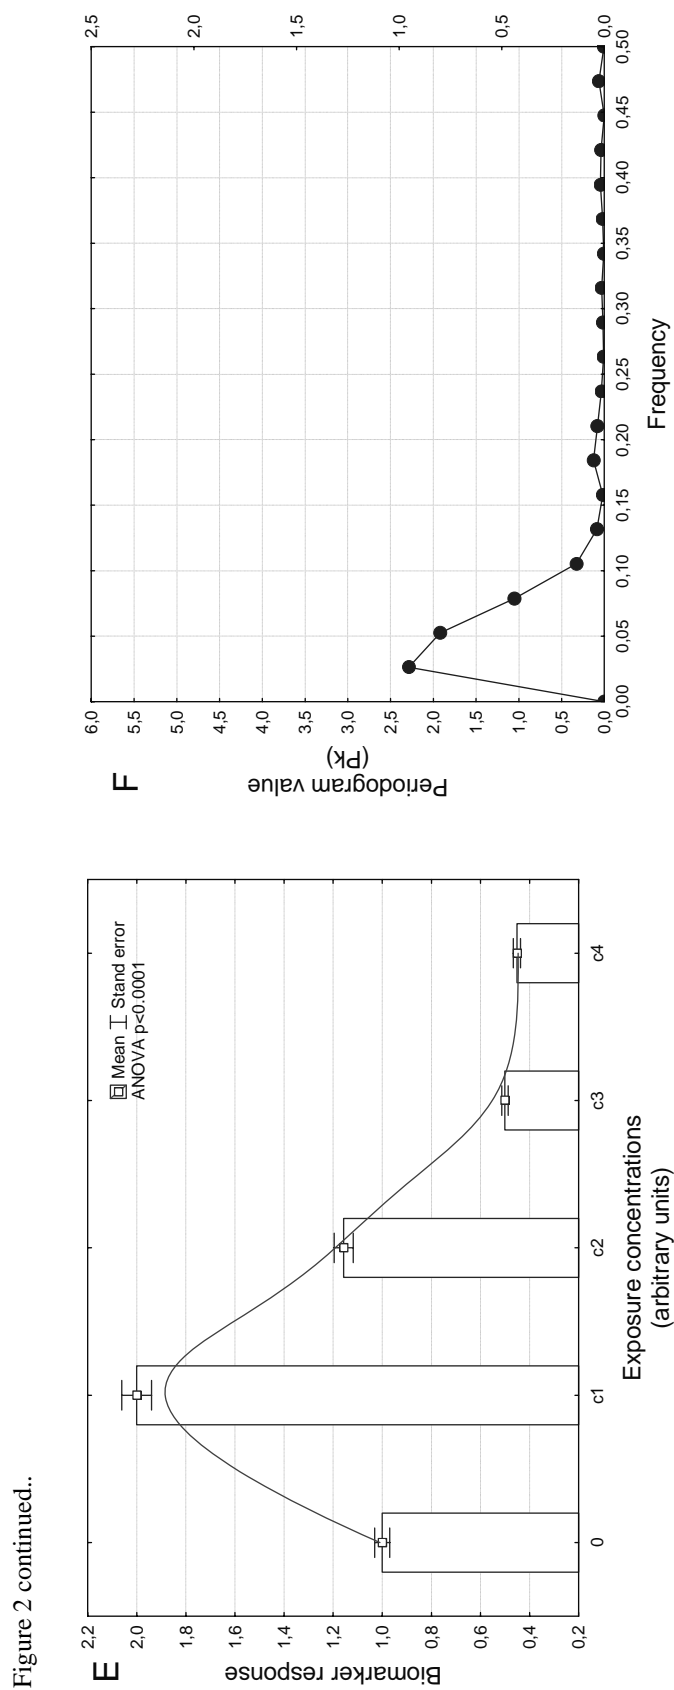 Figure 2 continued..
E
2,2
2,0
1,8
1,6
1,4
1,2
1,0
0,8
0,6
0,4
0,2
Biomarker response
Mean Stand error
ANOVA p<0.0001
0 c1 c2 c3 c4
Exposure concentrations
(arbitrary units)
F
6,0
5,5
5,0
4,5
4,0
3,5
3,0
2,5
2,0
1,5
1,0
0,5
0,0
Periodogram value
(Pk)
2,5
2,0
1,5
1,0
0,5
0,0
0,00 0,05 0,10 0,15 0,20 0,25 0,30 0,35 0,40 0,45 0,50
Frequency